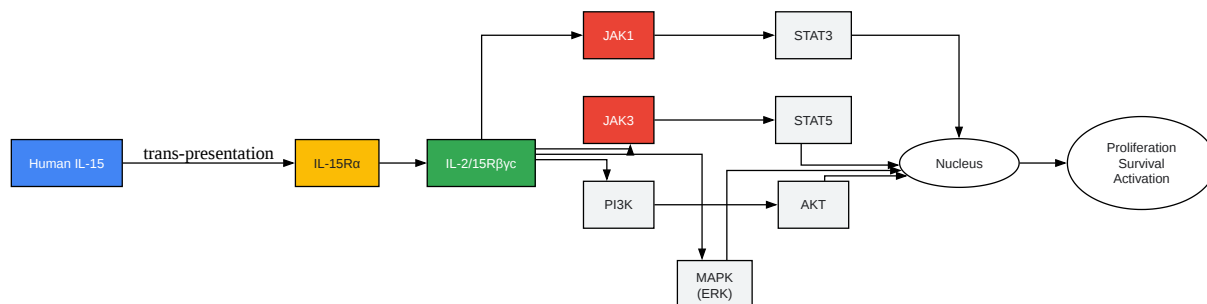 JAK1
STAT3
JAK3
STAT5
Human IL-15
trans-presentation
IL-15Rα
IL-2/15Rβγc
Nucleus
Proliferation
Survival
Activation
PI3K
AKT
MAPK
(ERK)